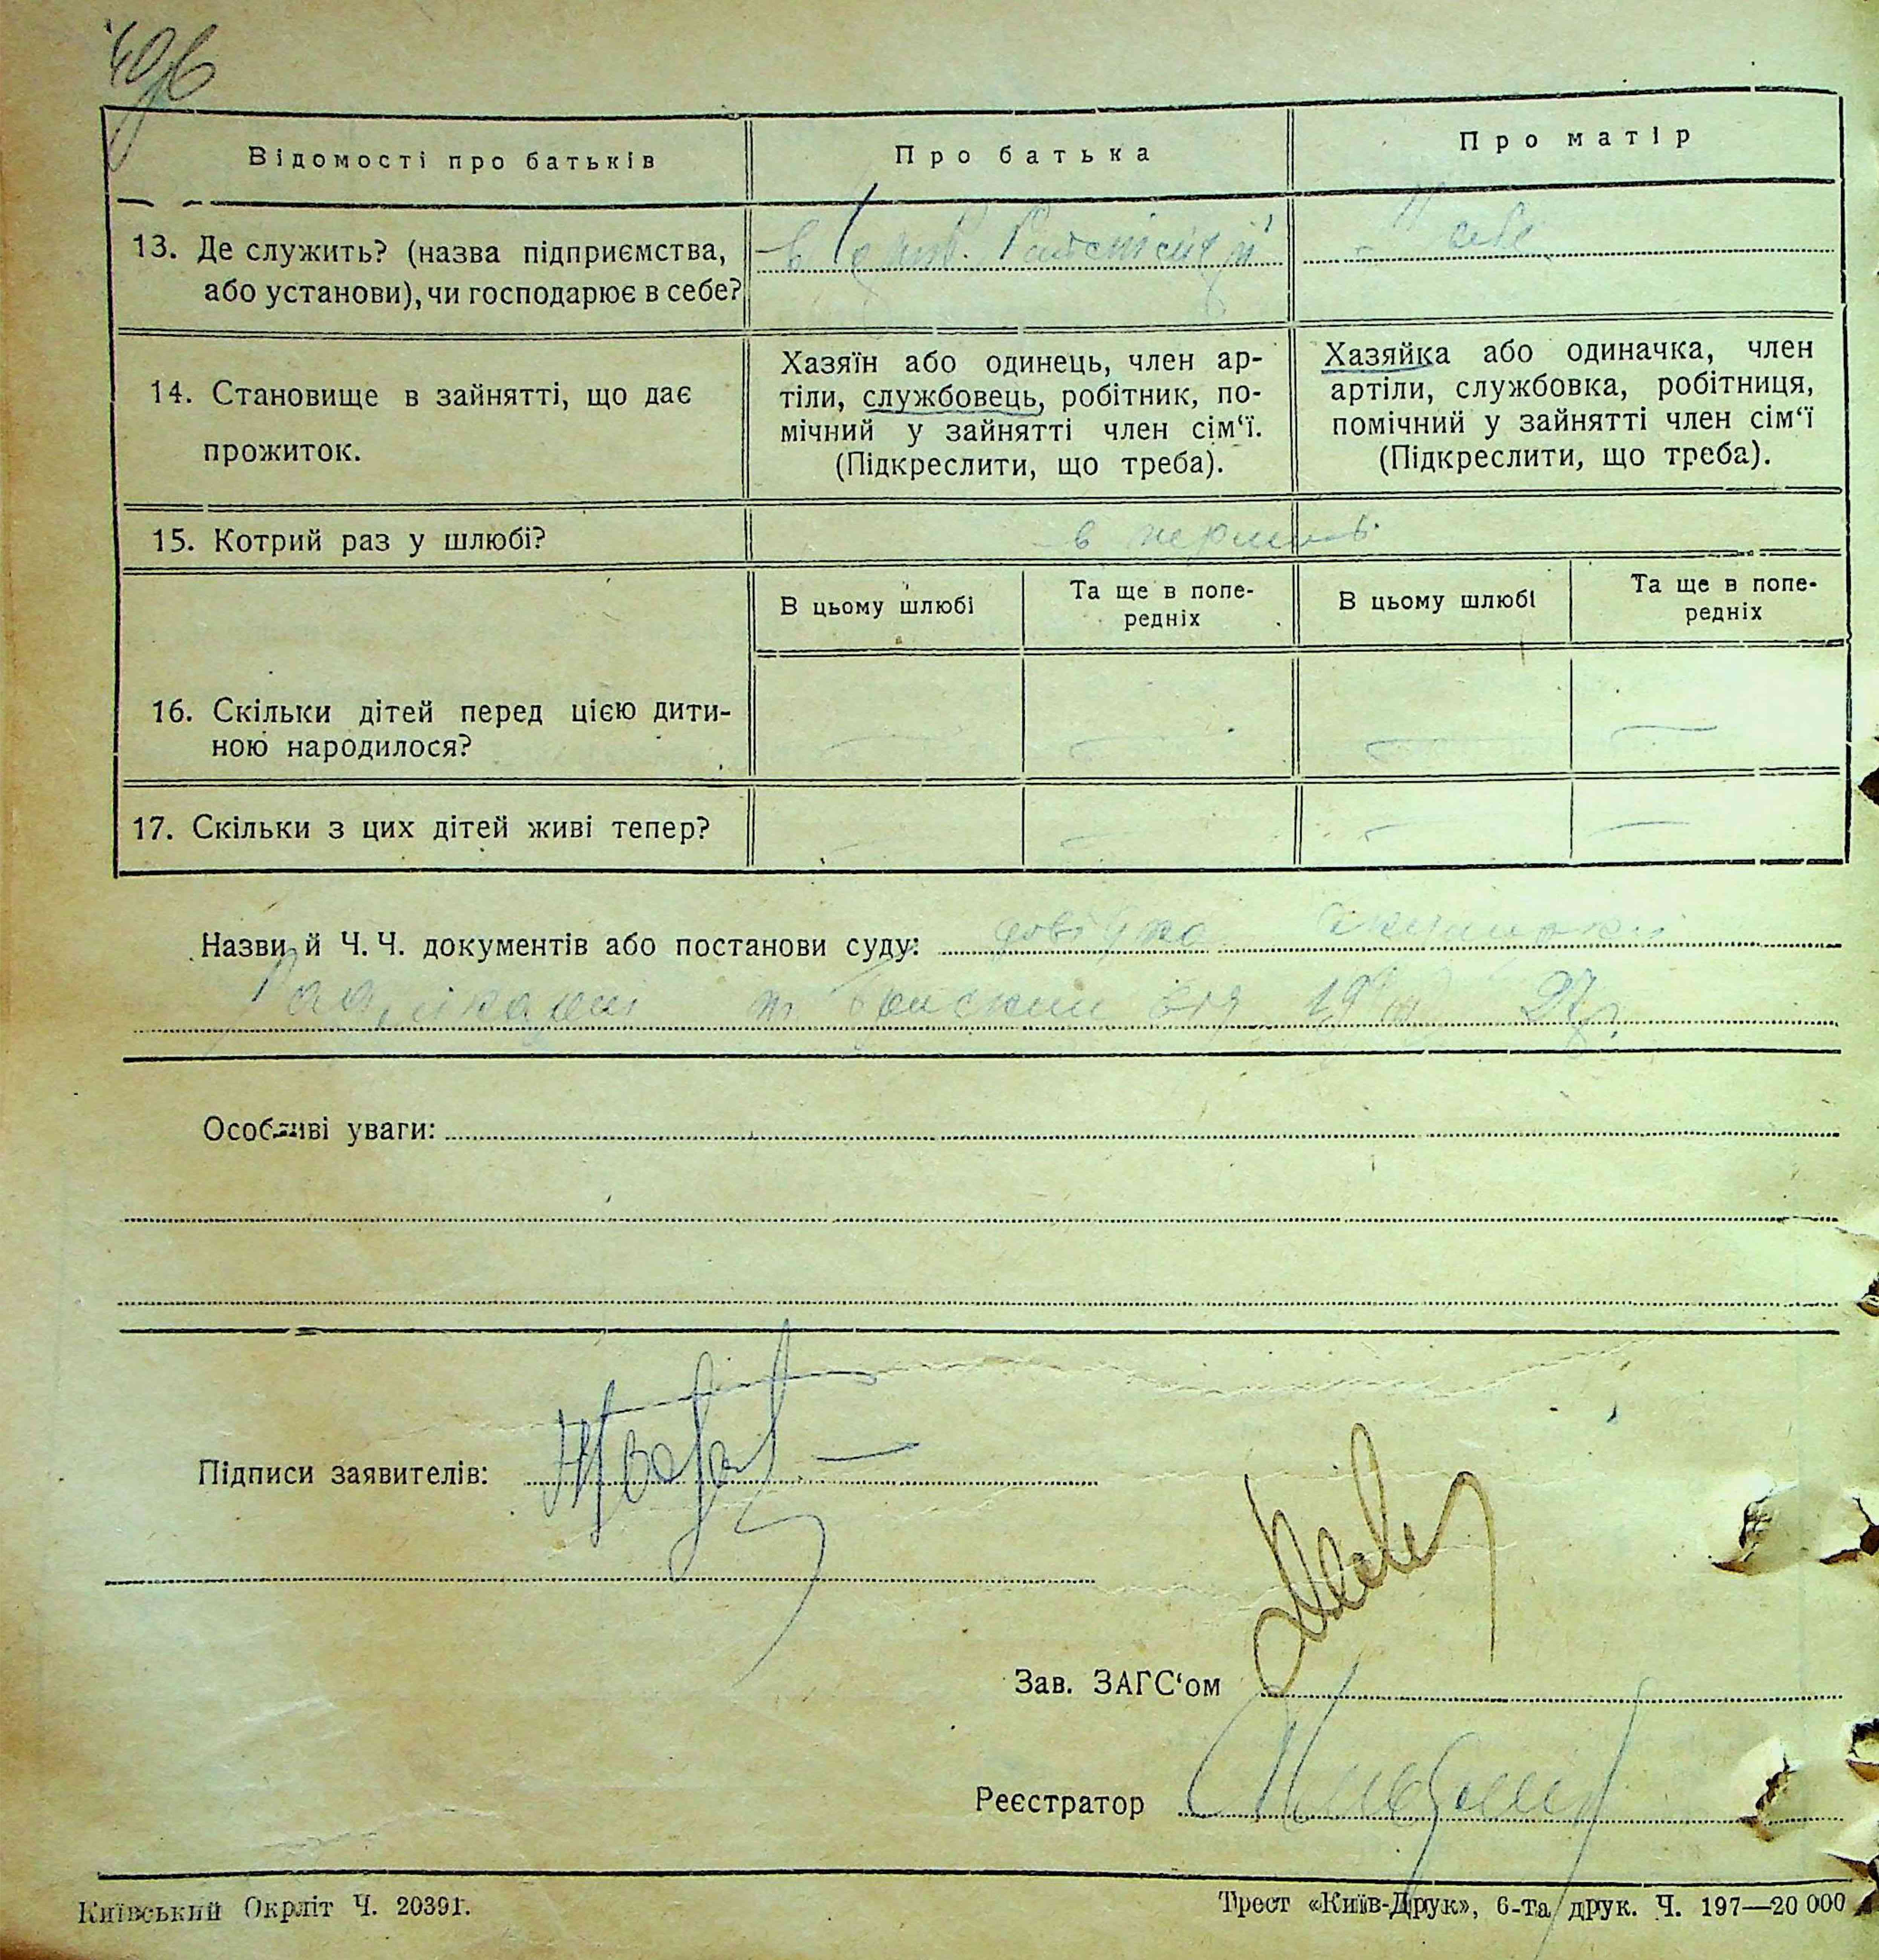 Відомості про батьків
Про батька
Про матір
13. Де служить? (назва підприємства,
або установи), чи господарює в себе?
в
в себе
14. Становище в зайнятті, що дає
прожиток.
Хазяїн або одинець, член ар-
тіли, службовець, робітник, по-
мічний у зайнятті член сім‘ї.
(Підкреслити, що треба).
Хазяйка або одиначка, член
артіли, службовка, робітниця,
помічний у зайнятті член сім‘ї
(Підкреслити, що треба).
15. Котрий раз у шлюбі?
в першів
В цьому шлюбі
Та ще в попе-
редніх
В цьому шлюбі
Та ще в попе-
редніх
16. Скільки дітей перед цією дити-
ною народилося?
17. Скільки з цих дітей живі тепер?
Назви й Ч. Ч. документів або постанови суду: довідка
від 19 27
Особливі уваги:
Підписи заявителів:
Зав. ЗАГС‘ом
Реєстратор
Київський Окрліт Ч. 20391.
Трест «Київ-Друк», 6-та друк. Ч. 197—20 000